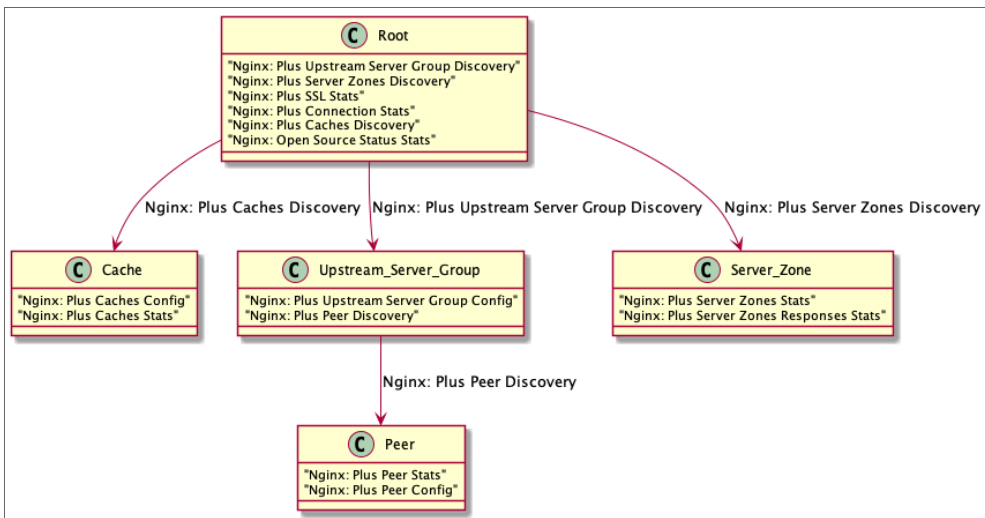 C Root
"Nginx: Plus Upstream Server Group Discovery"
"Nginx: Plus Server Zones Discovery"
"Nginx: Plus SSL Stats"
"Nginx: Plus Connection Stats"
"Nginx: Plus Caches Discovery"
"Nginx: Open Source Status Stats"
Nginx: Plus Caches Discovery
Nginx: Plus Upstream Server Group Discovery
Nginx: Plus Server Zones Discovery
C Cache
"Nginx: Plus Caches Config"
"Nginx: Plus Caches Stats"
C Upstream_Server_Group
"Nginx: Plus Upstream Server Group Config"
"Nginx: Plus Peer Discovery"
C Server_Zone
"Nginx: Plus Server Zones Stats"
"Nginx: Plus Server Zones Responses Stats"
Nginx: Plus Peer Discovery
C Peer
"Nginx: Plus Peer Stats"
"Nginx: Plus Peer Config"